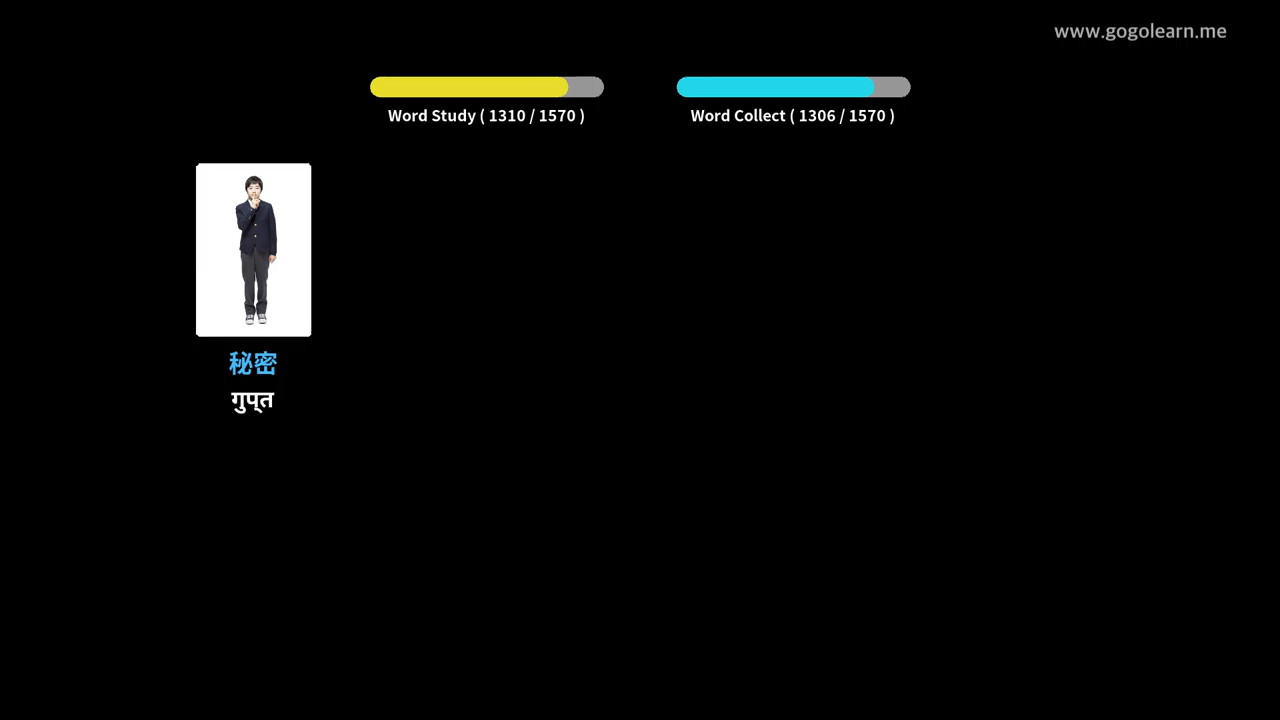 www.gogolearn.me
Word Study ( 1310 / 1570 )
Word Collect ( 1306 / 1570 )
秘密
गुप्त